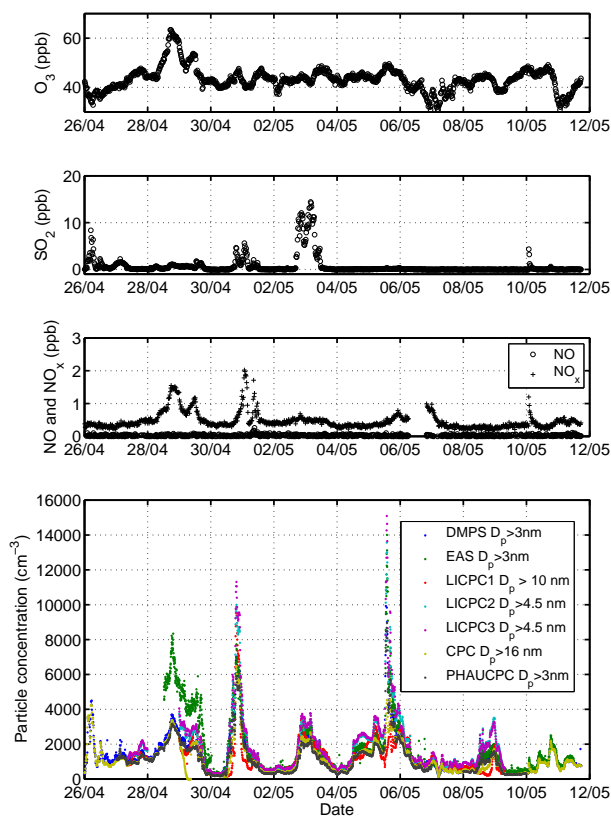 O3 (ppb)
60
40
26/04 28/04 30/04 02/05 04/05 06/05 08/05 10/05 12/05
SO2 (ppb)
20
10
0
26/04 28/04 30/04 02/05 04/05 06/05 08/05 10/05 12/05
NO and NOx (ppb)
3
2
1
0
NO
NOx
26/04 28/04 30/04 02/05 04/05 06/05 08/05 10/05 12/05
Particle concentration (cm−3)
16000
14000
12000
10000
8000
6000
4000
2000
0
DMPS Dp>3nm
EAS Dp>3nm
LICPC1 Dp > 10 nm
LICPC2 Dp>4.5 nm
LICPC3 Dp>4.5 nm
CPC Dp>16 nm
PHAUCPC Dp>3nm
26/04 28/04 30/04 02/05 04/05 06/05 08/05 10/05 12/05
Date